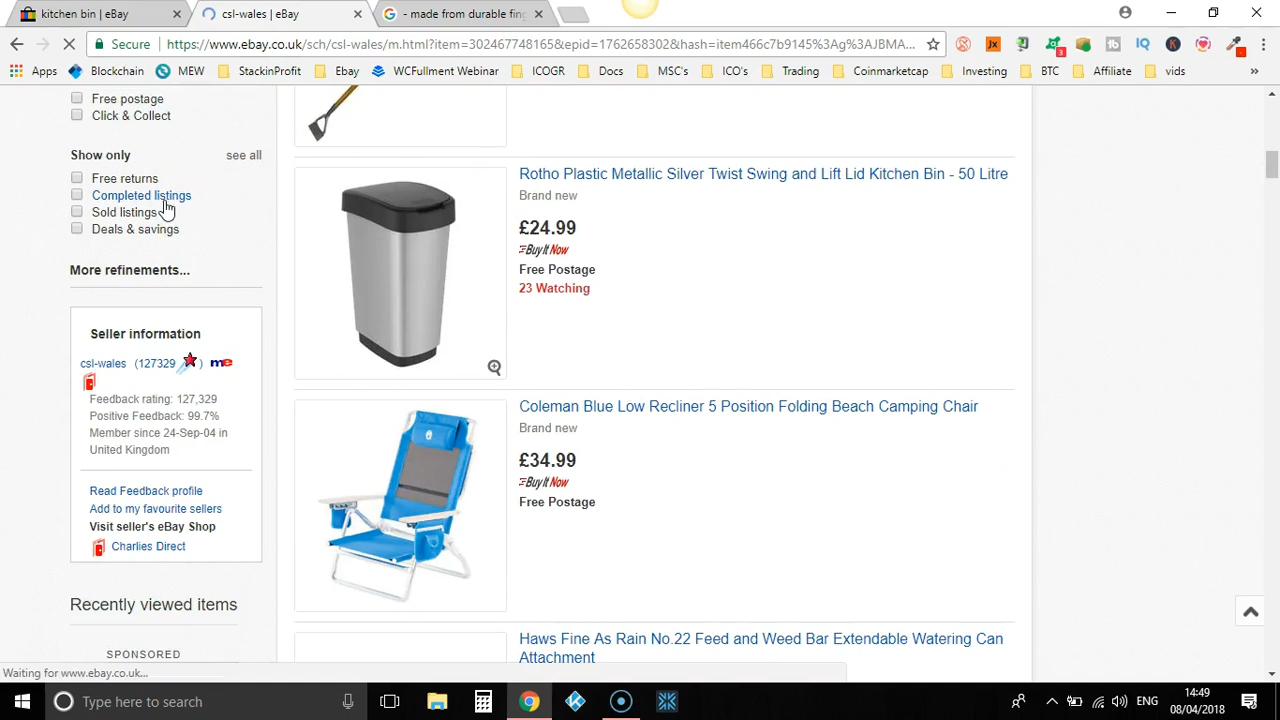 kitchen bin | eBay
csl-wales | eBay
- made from durable fing
Secure
https://www.ebay.co.uk/sch/csl-wales/m.html?item=302467748165&epid=1762658302&hash=item466c7b9145%3Ag%3AJBMA...
Apps
Blockchain
MEW
StackinProfit
Ebay
WCFullment Webinar
ICOGR
Docs
MSC's
ICO's
Trading
Coinmarketcap
Investing
BTC
Affiliate
vids
»
Free postage
Click & Collect
Show only
see all
Free returns
Completed listings
Sold listings
Deals & savings
More refinements...
Seller information
csl-wales (127329 ) me
Feedback rating: 127,329
Positive Feedback: 99.7%
Member since 24-Sep-04 in
United Kingdom
Read Feedback profile
Add to my favourite sellers
Visit seller's eBay Shop
Charlies Direct
Recently viewed items
SPONSORED
Rotho Plastic Metallic Silver Twist Swing and Lift Lid Kitchen Bin - 50 Litre
Brand new
£24.99
Buy It Now
Free Postage
23 Watching
Coleman Blue Low Recliner 5 Position Folding Beach Camping Chair
Brand new
£34.99
Buy It Now
Free Postage
Haws Fine As Rain No.22 Feed and Weed Bar Extendable Watering Can
Attachment
Waiting for www.ebay.co.uk...
Type here to search
ENG
14:49
08/04/2018